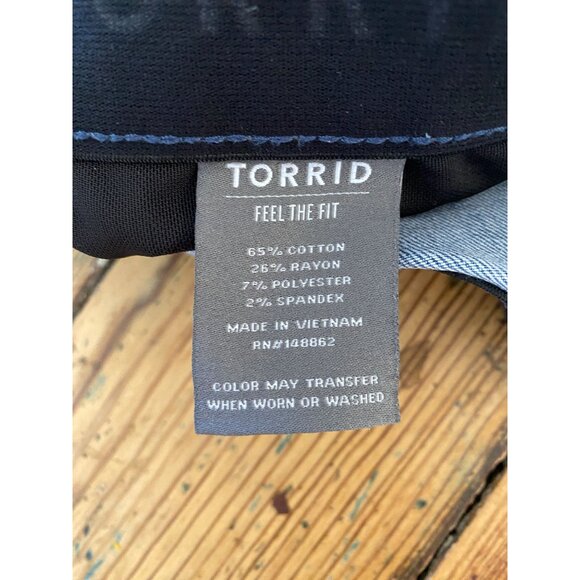 TORRID
FEEL THE FIT
65% COTTON
26% RAYON
7% POLYESTER
2% SPANDEX
MADE IN VIETNAM
RN#148862
COLOR MAY TRANSFER
WHEN WORN OR WASHED